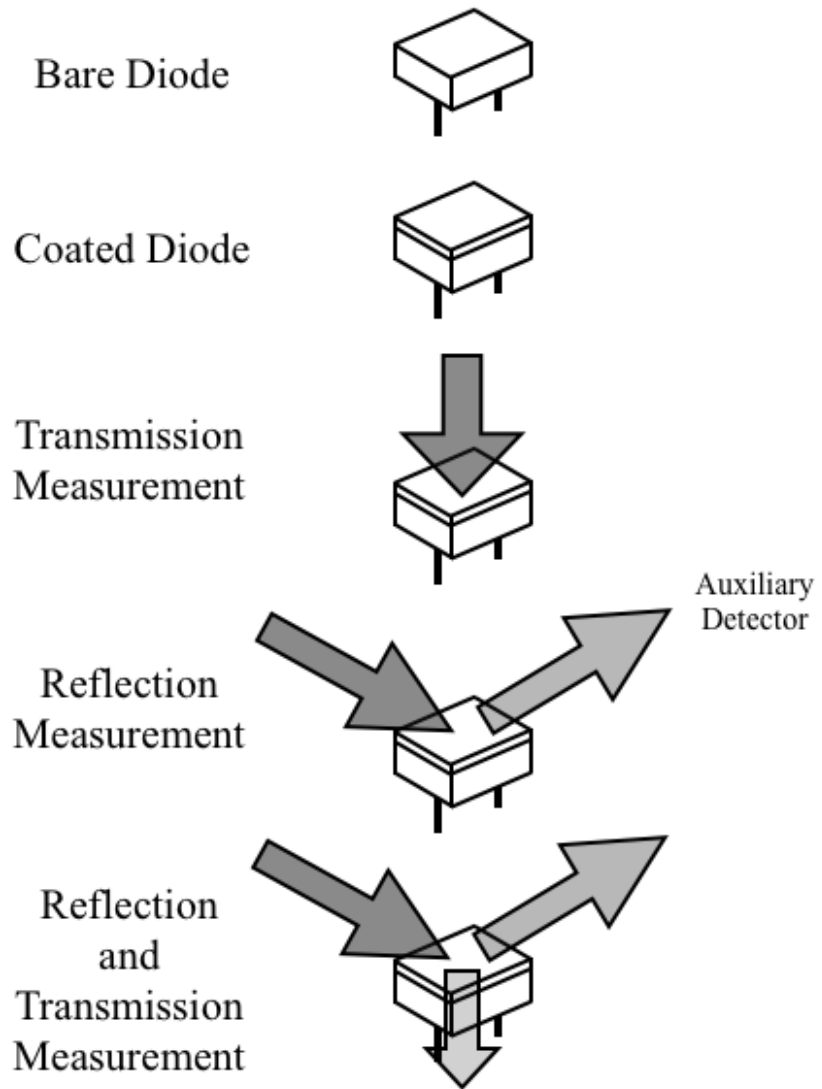 Bare Diode
Coated Diode
Transmission
Measurement
Auxiliary
Detector
Reflection
Measurement
Reflection
and
Transmission
Measurement